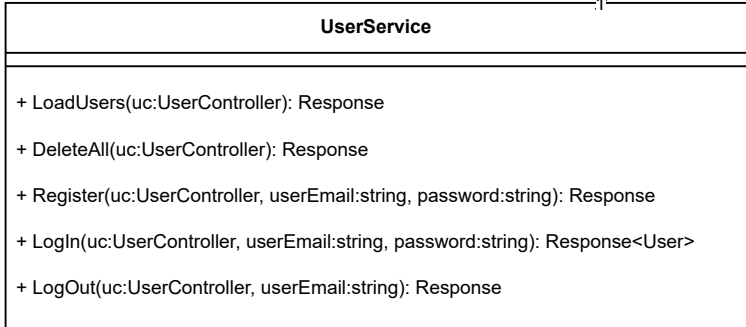 1
UserService
+ LoadUsers(uc:UserController): Response
+ DeleteAll(uc:UserController): Response
+ Register(uc:UserController, userEmail:string, password:string): Response
+ LogIn(uc:UserController, userEmail:string, password:string): Response<User>
+ LogOut(uc:UserController, userEmail:string): Response